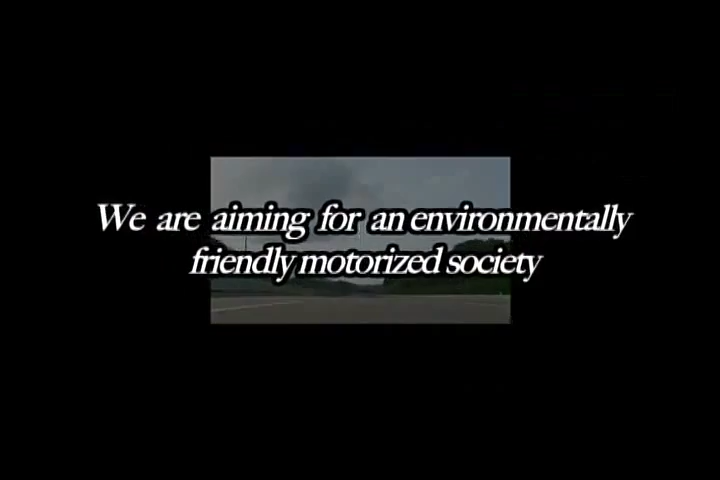 We are aiming for an environmentally
friendly motorized society